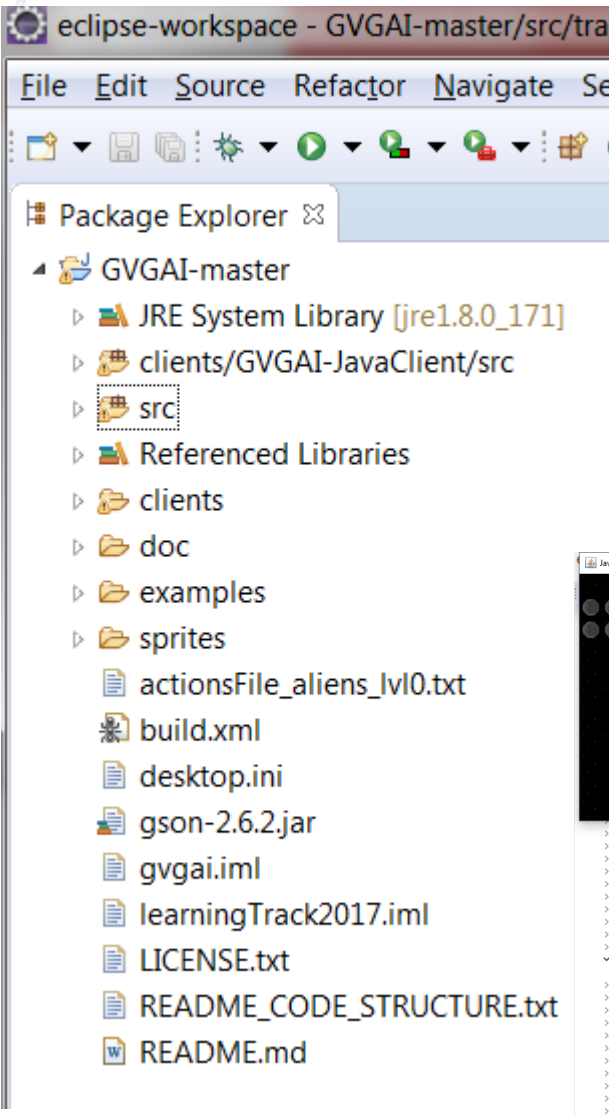 eclipse-workspace - GVGAI-master/src/tra
File Edit Source Refactor Navigate Se
Package Explorer
GVGAI-master
JRE System Library [jre1.8.0_171]
clients/GVGAI-JavaClient/src
src
Referenced Libraries
clients
doc
examples
sprites
actionsFile_aliens_lvl0.txt
build.xml
desktop.ini
gson-2.6.2.jar
gvgai.iml
learningTrack2017.iml
LICENSE.txt
README_CODE_STRUCTURE.txt
README.md
Jav